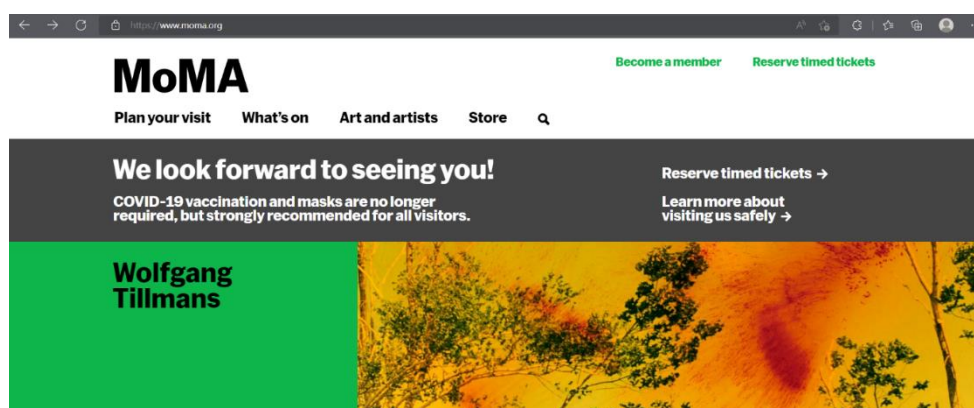 https://www.moma.org
MoMA
Become a member Reserve timed tickets
Plan your visit What's on Art and artists Store
We look forward to seeing you!
COVID-19 vaccination and masks are no longer
required, but strongly recommended for all visitors.
Reserve timed tickets →
Learn more about
visiting us safely →
Wolfgang
Tillmans